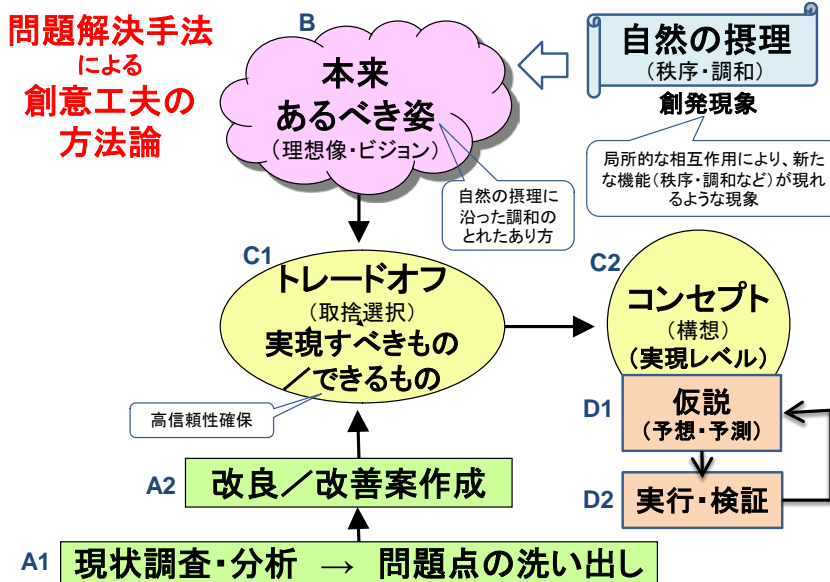 問題解決手法
による
創意工夫の
方法論
B
本来
あるべき姿
（理想像・ビジョン）
自然の摂理
（秩序・調和）
創発現象
局所的な相互作用により、新た
な機能（秩序・調和など）が現れ
るような現象
自然の摂理に
沿った調和の
とれたあり方
C1
トレードオフ
（取捨選択）
実現すべきもの
／できるもの
高信頼性確保
C2
コンセプト
（構想）
（実現レベル）
D1
仮説
（予想・予測）
D2
実行・検証
A2
改良／改善案作成
A1
現状調査・分析 → 問題点の洗い出し